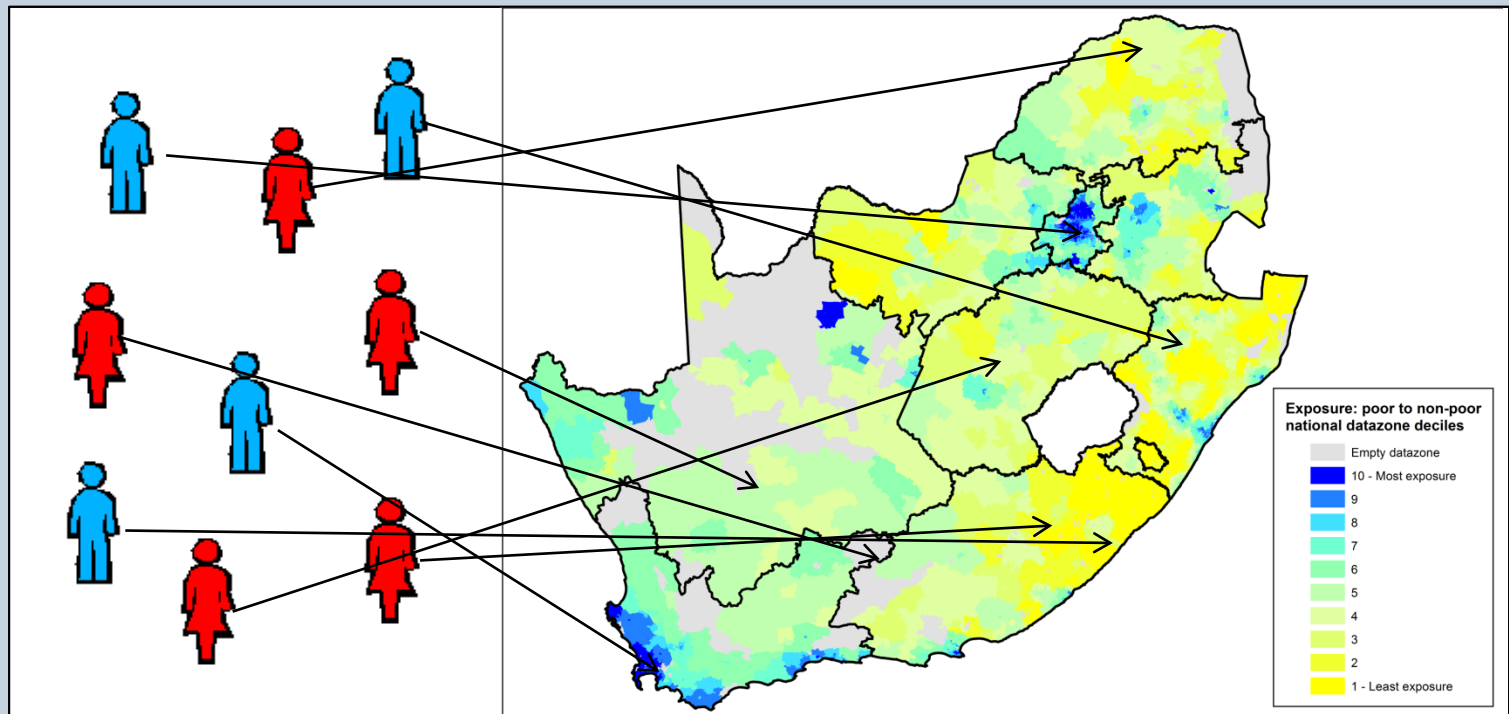 Exposure: poor to non-poor
national datazone deciles
Empty datazone
10 - Most exposure
9
8
7
6
5
4
3
2
1 - Least exposure